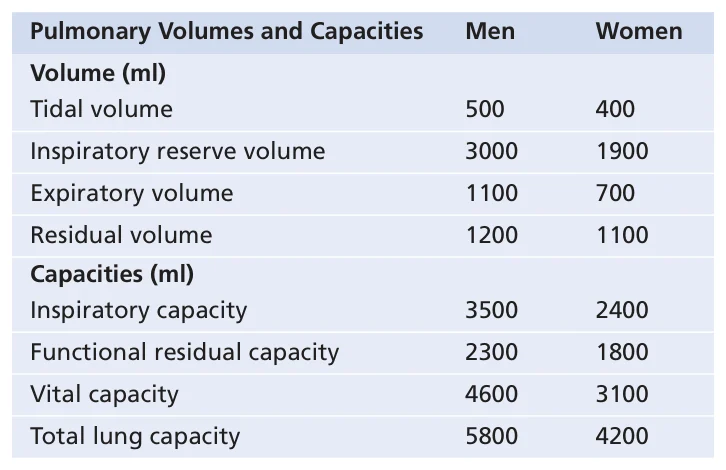 Pulmonary Volumes and Capacities Men Women
Volume (ml)
Tidal volume 500 400
Inspiratory reserve volume 3000 1900
Expiratory volume 1100 700
Residual volume 1200 1100
Capacities (ml)
Inspiratory capacity 3500 2400
Functional residual capacity 2300 1800
Vital capacity 4600 3100
Total lung capacity 5800 4200